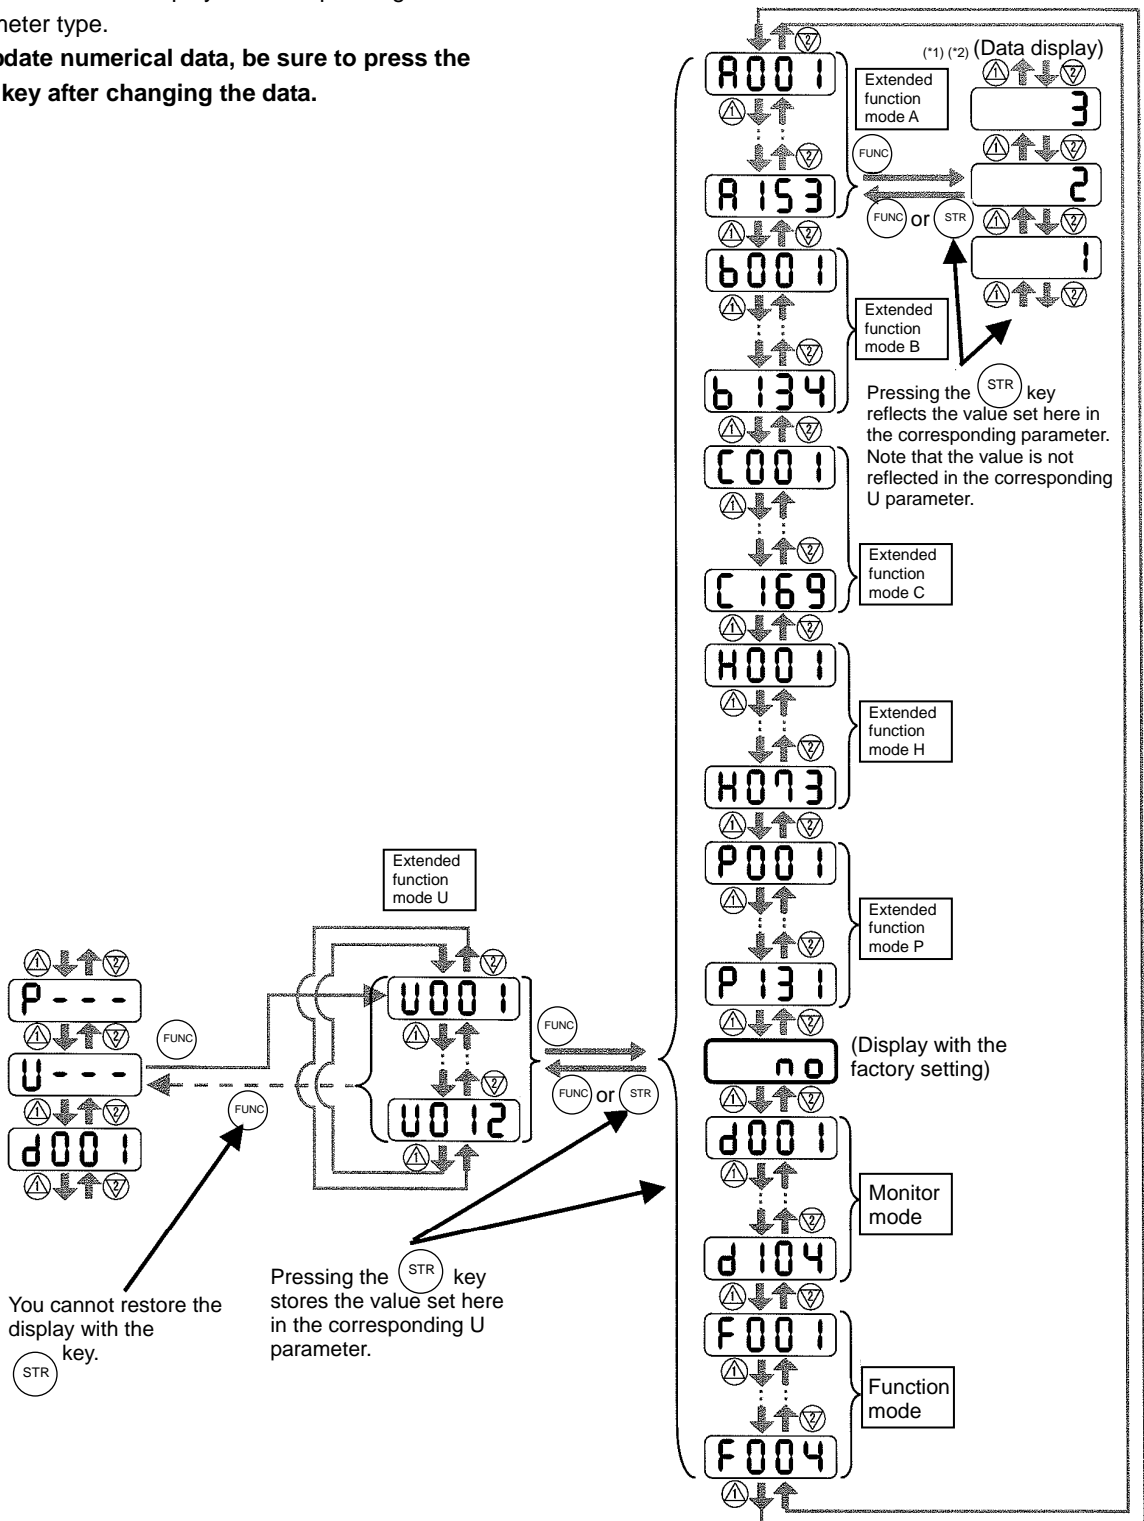 meter type.
date numerical data, be sure to press the
key after changing the data.
(*1) (*2) (Data display)
A001
Extended
function
mode A
3
FUNC
2
A153
FUNC or STR
1
b001
Extended
function
mode B
b134
Pressing the STR key
reflects the value set here in
the corresponding parameter.
Note that the value is not
reflected in the corresponding
U parameter.
C001
Extended
function
mode C
C169
H001
Extended
function
mode H
H073
P001
Extended
function
mode P
P131
no
(Display with the
factory setting)
d001
Monitor
mode
d104
F001
Function
mode
F004
Extended
function
mode U
P---
U001
FUNC
FUNC
U---
FUNC
FUNC or STR
U012
d001
You cannot restore the
display with the
STR key.
Pressing the STR key
stores the value set here
in the corresponding U
parameter.
1 2